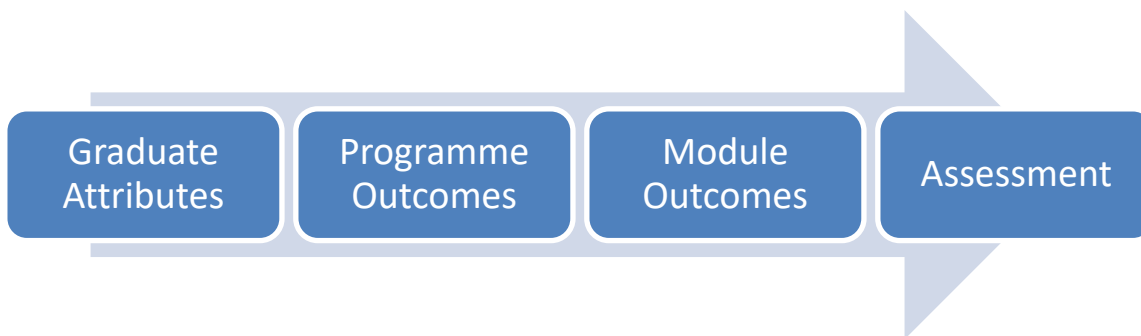 Graduate
Attributes
Programme
Outcomes
Module
Outcomes
Assessment